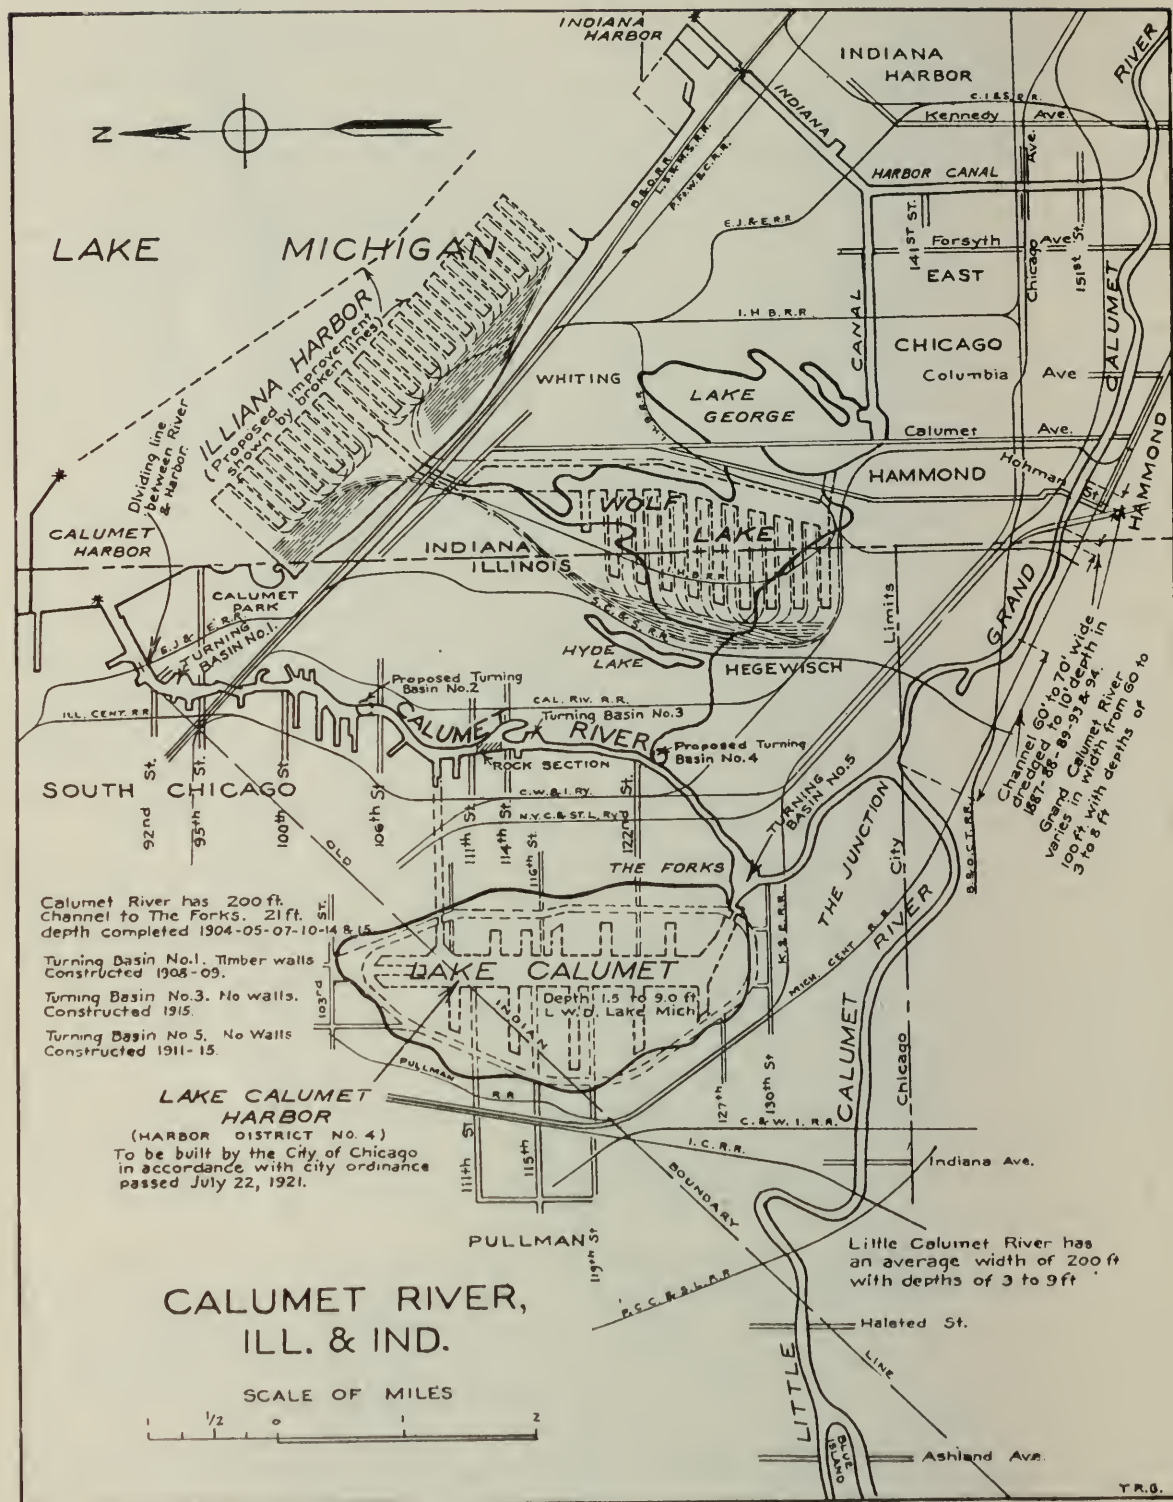 INDIANA
HARBOR
INDIANA
HARBOR
RIVER
C. I & S. R. R.
Kennedy Ave.
INDIANA
HARBOR CANAL
Z
B. & O. R. R.
L. S. & M. S. R. R.
P. Ft. W. & C. R. R.
E. J. & E. R. R.
141ST ST.
Chicago Ave.
151st St.
Forsyth Ave.
EAST
CHICAGO
LAKE MICHIGAN
I. H B. R. R.
CANAL
CALUMET
Columbia Ave
ILLIANA HARBOR
(Proposed improvement
shown by broken lines)
WHITING
LAKE
GEORGE
I. H. B. R. R.
Calumet Ave.
Dividing line
between River
& Harbor.
HAMMOND
Hohman St.
HAMMOND
CALUMET
HARBOR
WOLF
LAKE
INDIANA
ILLINOIS
CALUMET
PARK
E. J. & E. R. R.
TURNING
BASIN No. 1.
S. C. & S. R. R.
HYDE
LAKE
HEGEWISCH
Limits
GRAND
Proposed Turning
Basin No. 2
CAL. RIV. R. R.
Turning Basin No. 3
CALUMET RIVER
Proposed Turning
Basin No. 4
ROCK SECTION
ILL. CENT. RR
Channel 60' to 70' wide
dredged to 10' depth in
1887-88-89-93 & 94.
Grand Calumet River
varies in width from 60 to
100 ft. with depths of
3 to 8 ft
SOUTH CHICAGO
92nd St.
95th St.
100th St.
106th St
C. W. & I. Ry.
N. Y. C. & ST. L. Ry.
111th St.
114th St.
116th St.
122nd St.
TURNING
BASIN No. 5
THE FORKS
THE JUNCTION
City
B. & O. C. T. R. R.
RIVER
OLD
INDIAN
BOUNDARY
LINE
Calumet River has 200 ft.
Channel to The Forks. 21 ft.
depth completed 1904-05-07-10-14 & 15.
Turning Basin No. 1. Timber walls
Constructed 1908-09.
Turning Basin No. 3. No walls.
Constructed 1915.
Turning Basin No 5. No Walls
Constructed 1911-15.
103rd ST.
LAKE CALUMET
Depth 1.5 to 9.0 ft
L. W. D. Lake Mich
K. & E. R. R.
MICH. CENT R. R.
PULLMAN
R. R.
127th
130th St
CALUMET
Chicago
LAKE CALUMET
HARBOR
(HARBOR DISTRICT NO. 4)
To be built by the City of Chicago
in accordance with city ordinance
passed July 22, 1921.
111th St
115th
119th St
PULLMAN
C. & W. I. R. R.
I. C. R. R.
Indiana Ave.
Little Calumet River has
an average width of 200 ft
with depths of 3 to 9 ft
P. C. C. & S. L. R. R
Halsted St.
LITTLE
BLUE
ISLAND
Ashland Ave.
CALUMET RIVER,
ILL. & IND.
SCALE OF MILES
1 1/2 0 1 2
T R. G.